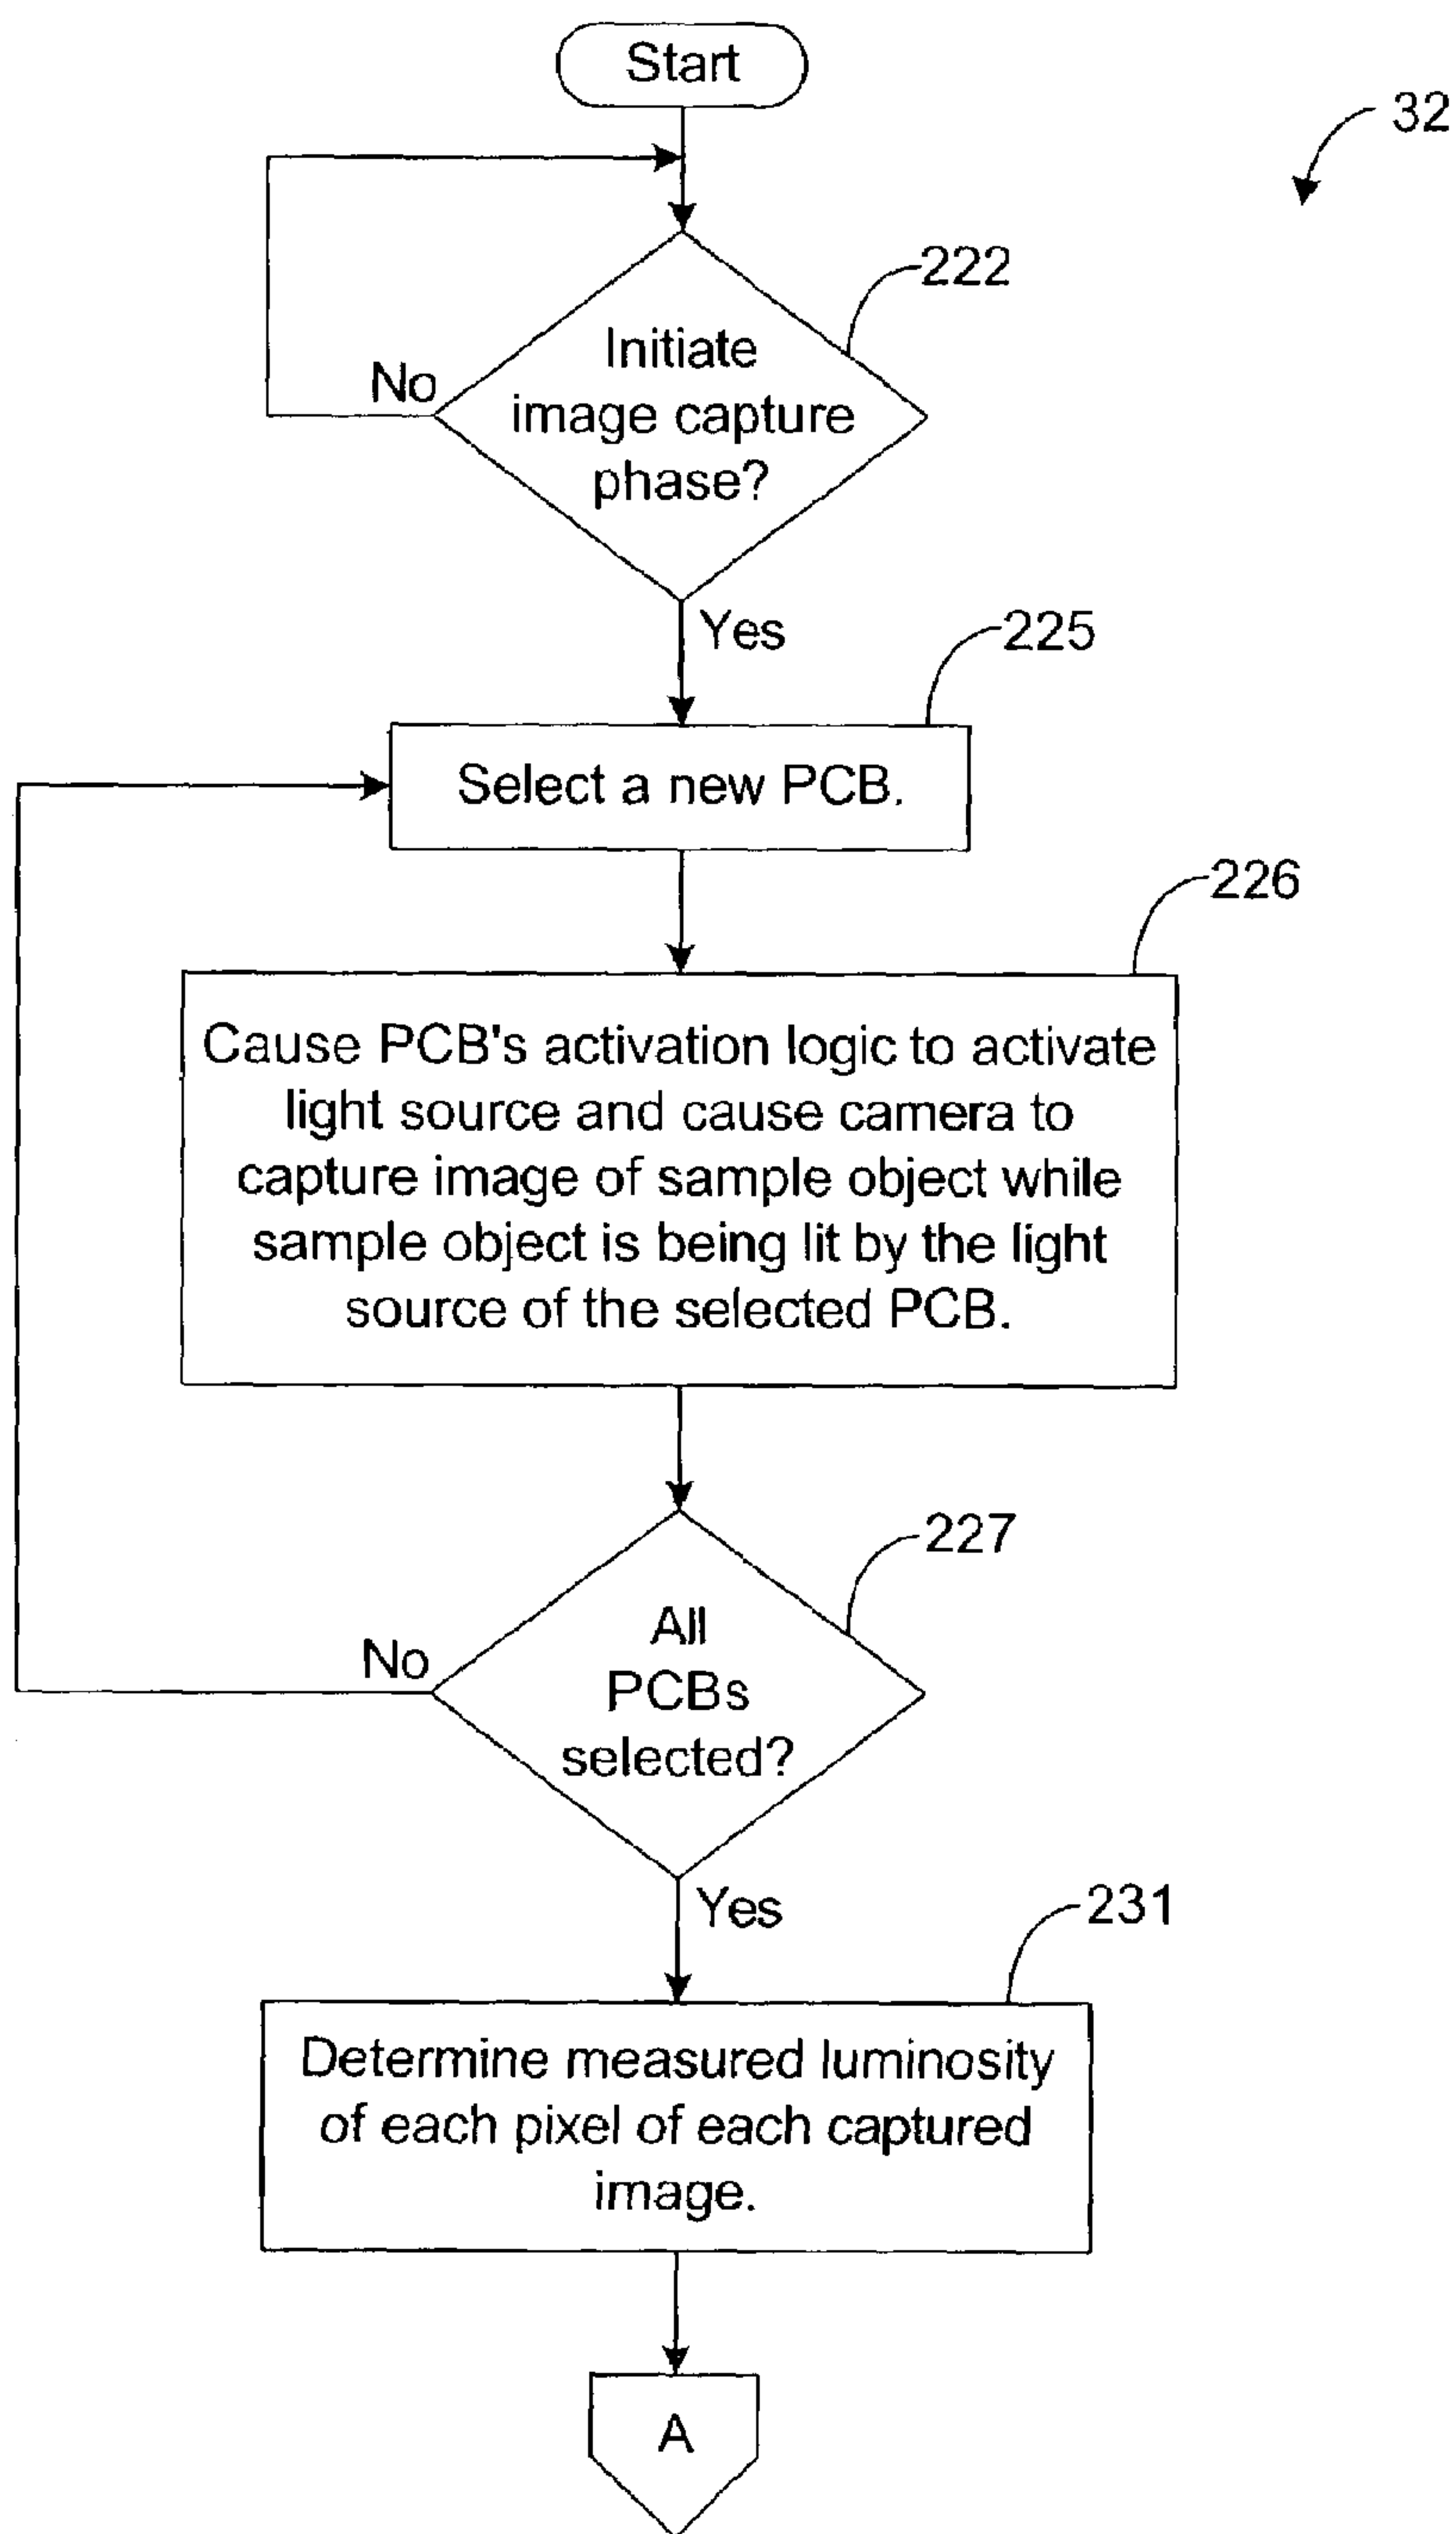 Start
32
222
Initiate
image capture
phase?
No
Yes
225
Select a new PCB.
226
Cause PCB's activation logic to activate
light source and cause camera to
capture image of sample object while
sample object is being lit by the light
source of the selected PCB.
227
All
PCBs
selected?
No
Yes
231
Determine measured luminosity
of each pixel of each captured
image.
A